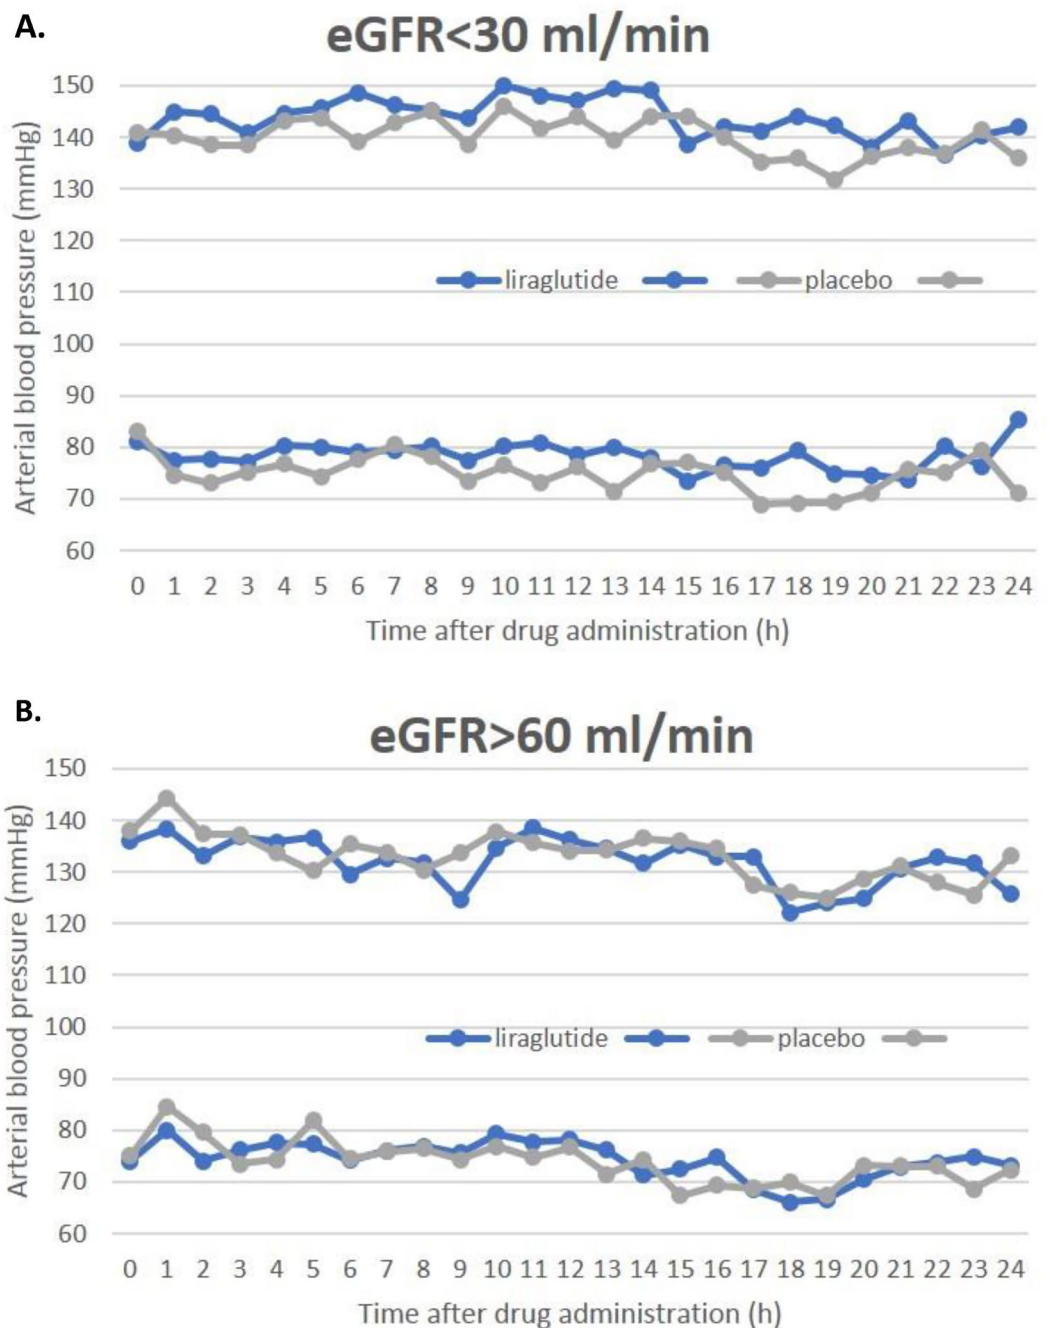 A.
eGFR<30 ml/min
Arterial blood pressure (mmHg)
150
140
130
120
110
100
90
80
70
60
liraglutide placebo
0 1 2 3 4 5 6 7 8 9 10 11 12 13 14 15 16 17 18 19 20 21 22 23 24
Time after drug administration (h)
B.
eGFR>60 ml/min
Arterial blood pressure (mmHg)
150
140
130
120
110
100
90
80
70
60
liraglutide placebo
0 1 2 3 4 5 6 7 8 9 10 11 12 13 14 15 16 17 18 19 20 21 22 23 24
Time after drug administration (h)